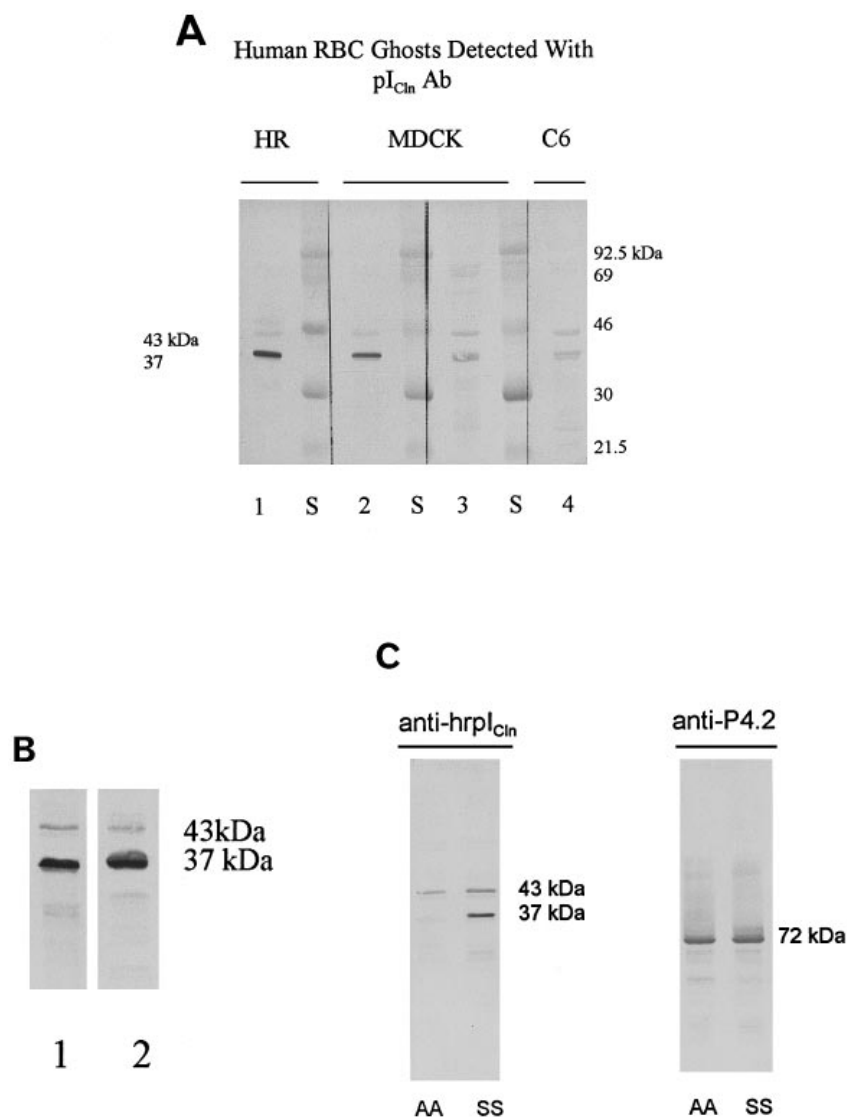 A
Human RBC Ghosts Detected With
pI_Cln Ab
HR MDCK C6
92.5 kDa
69
46
43 kDa
37
30
21.5
1 S 2 S 3 S 4
B
43kDa
37 kDa
1 2
C
anti-hrpI_Cln anti-P4.2
43 kDa
37 kDa
72 kDa
AA SS AA SS